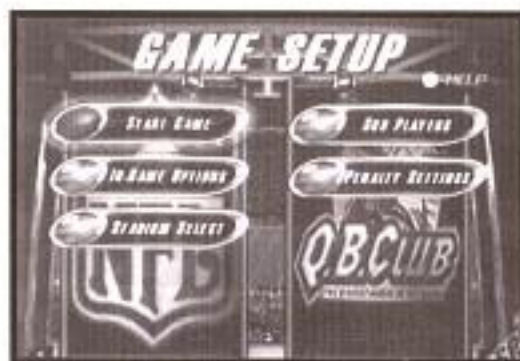 GAME SETUP
HELP
START GAME
SUB PLAYERS
IN-GAME OPTIONS
PENALTY SETTINGS
STADIUM SELECT
NFL
Q.B.CLUB